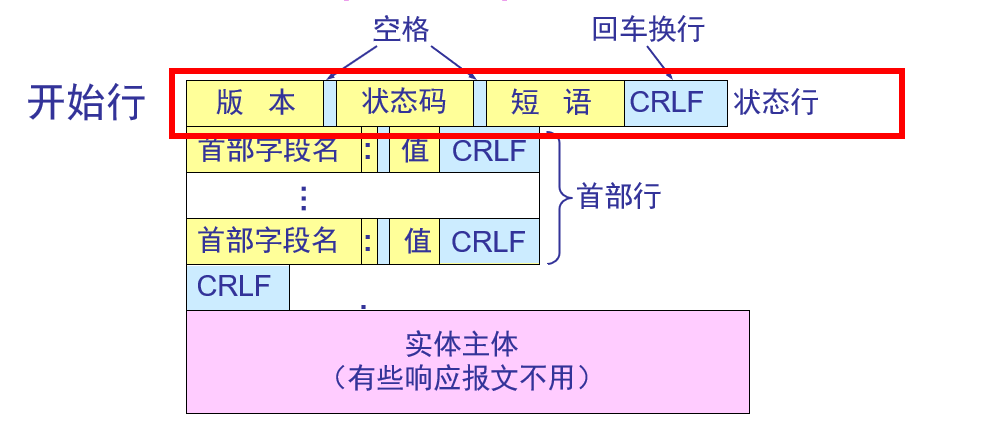 空格 回车换行
开始行 版 本 状态码 短 语 CRLF 状态行
首部字段名 : 值 CRLF
⋮ 首部行
首部字段名 : 值 CRLF
CRLF
实体主体
（有些响应报文不用）